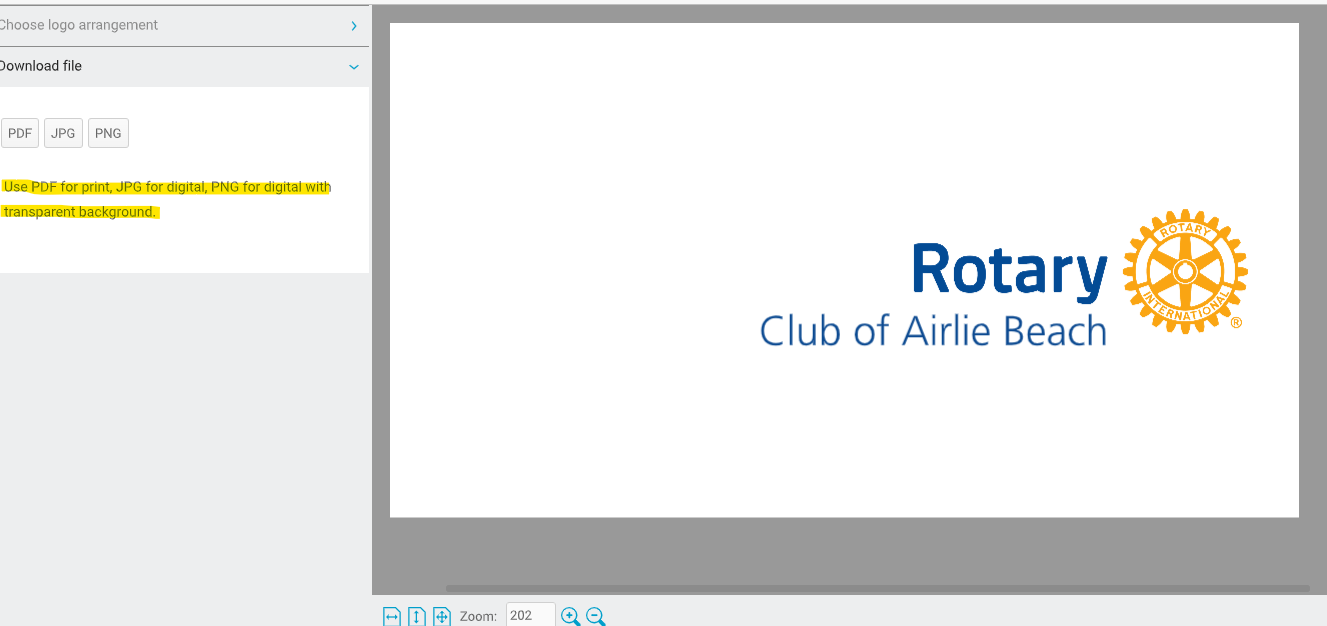 Choose logo arrangement
Download file
PDF JPG PNG
Use PDF for print, JPG for digital, PNG for digital with
transparent background.
Rotary
Club of Airlie Beach
ROTARY
INTERNATIONAL
®
Zoom: 202